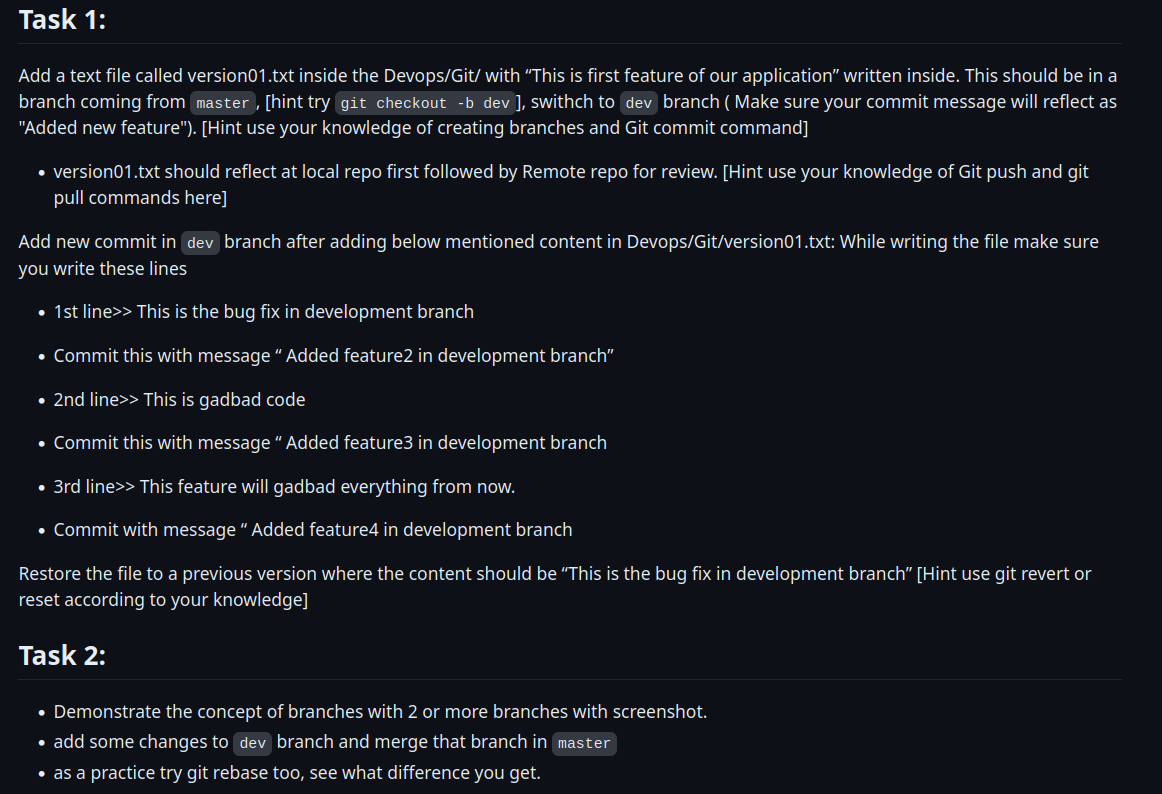 Task 1:
Add a text file called version01.txt inside the Devops/Git/ with “This is first feature of our application” written inside. This should be in a
branch coming from master, [hint try git checkout -b dev], swithch to dev branch ( Make sure your commit message will reflect as
"Added new feature"). [Hint use your knowledge of creating branches and Git commit command]
• version01.txt should reflect at local repo first followed by Remote repo for review. [Hint use your knowledge of Git push and git
pull commands here]
Add new commit in dev branch after adding below mentioned content in Devops/Git/version01.txt: While writing the file make sure
you write these lines
• 1st line>> This is the bug fix in development branch
• Commit this with message “ Added feature2 in development branch”
• 2nd line>> This is gadbad code
• Commit this with message “ Added feature3 in development branch
• 3rd line>> This feature will gadbad everything from now.
• Commit with message “ Added feature4 in development branch
Restore the file to a previous version where the content should be “This is the bug fix in development branch” [Hint use git revert or
reset according to your knowledge]
Task 2:
• Demonstrate the concept of branches with 2 or more branches with screenshot.
• add some changes to dev branch and merge that branch in master
• as a practice try git rebase too, see what difference you get.